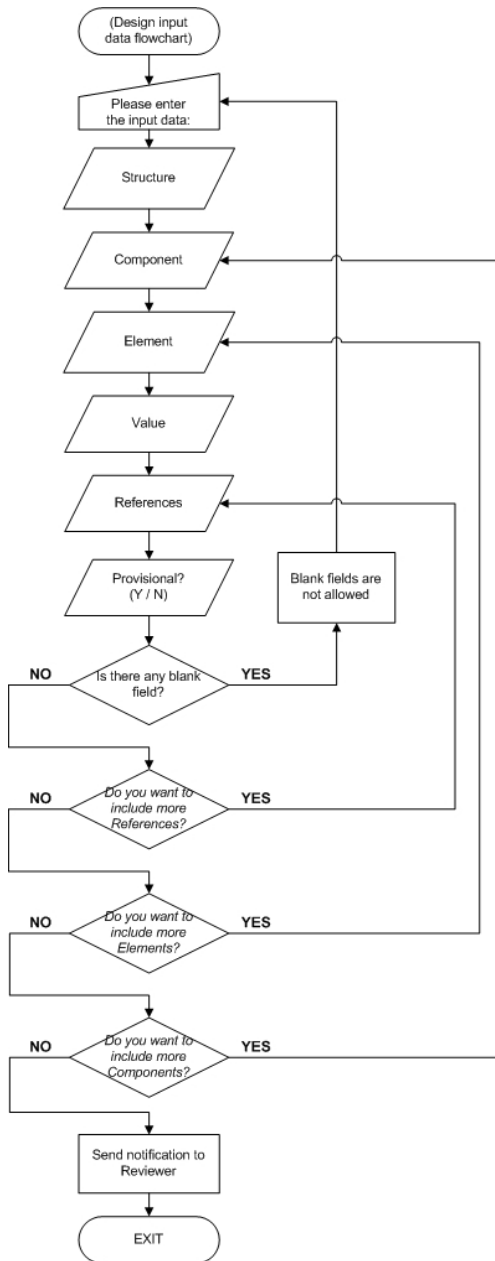 (Design input
data flowchart)
Please enter
the input data:
Structure
Component
Element
Value
References
Provisional?
(Y / N)
Blank fields are
not allowed
NO
Is there any blank
field?
YES
NO
Do you want to
include more
References?
YES
NO
Do you want to
include more
Elements?
YES
NO
Do you want to
include more
Components?
YES
Send notification to
Reviewer
EXIT